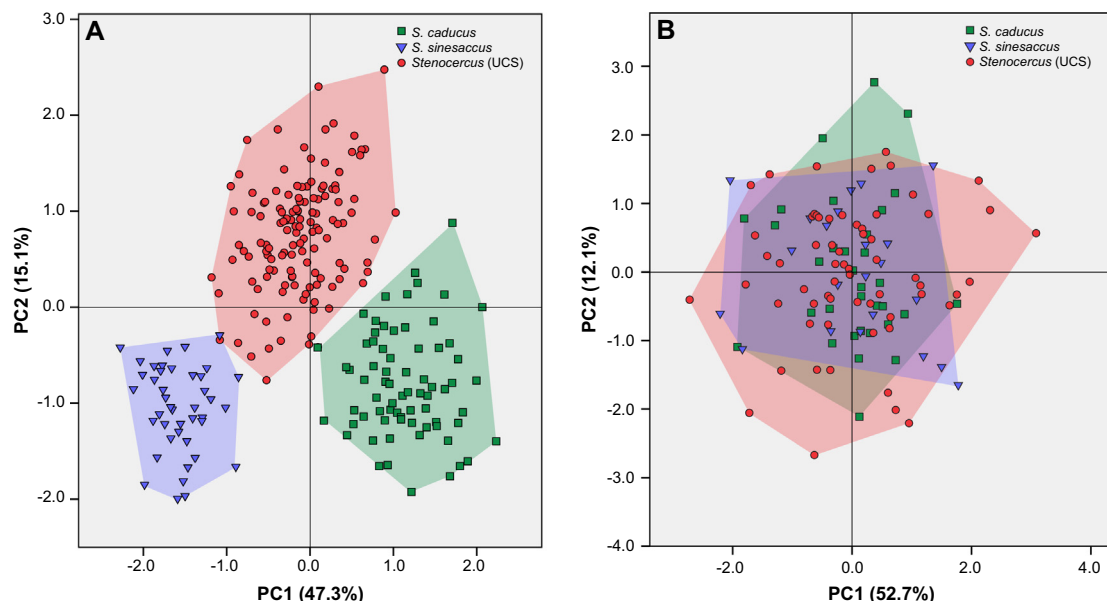 A
S. caducus
S. sinesaccus
Stenocercus (UCS)
3.0
2.0
1.0
0.0
-1.0
-2.0
PC2 (15.1%)
-2.0 -1.0 0.0 1.0 2.0
PC1 (47.3%)
B
S. caducus
S. sinesaccus
Stenocercus (UCS)
3.0
2.0
1.0
0.0
-1.0
-2.0
-3.0
-4.0
PC2 (12.1%)
-2.0 0.0 2.0 4.0
PC1 (52.7%)